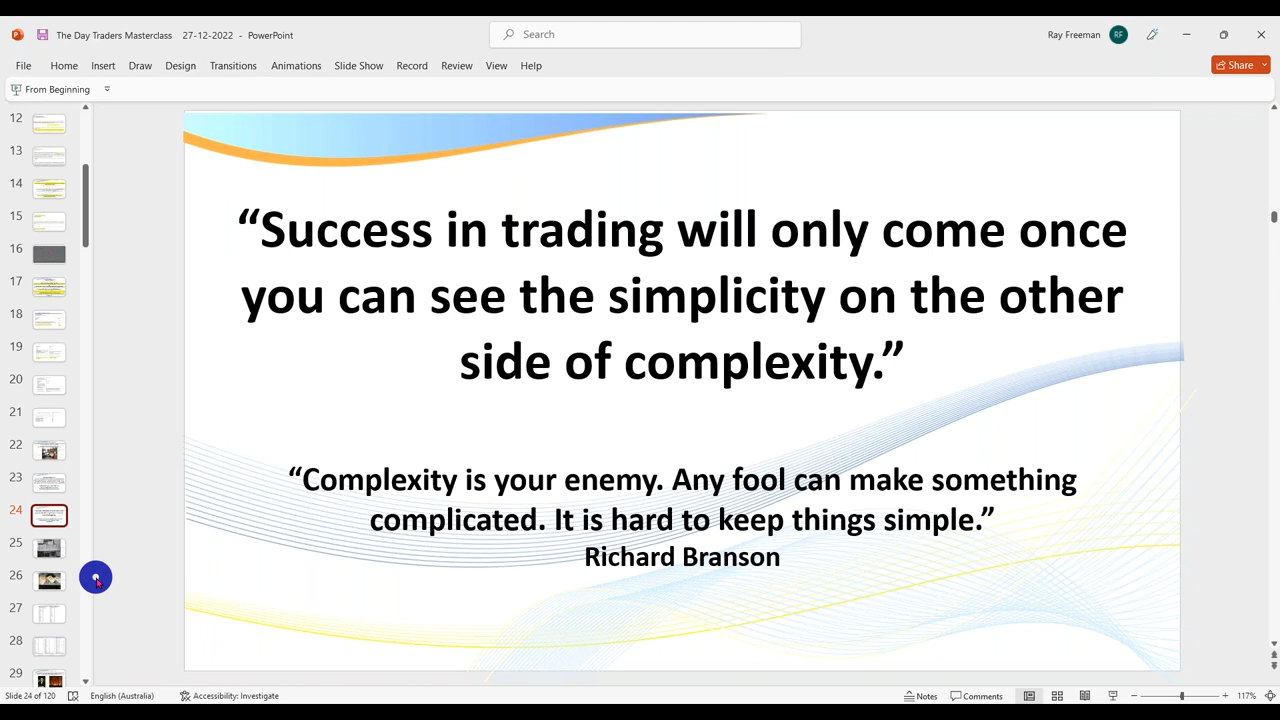 The Day Traders Masterclass 27-12-2022 - PowerPoint
Search
Ray Freeman RF
File Home Insert Draw Design Transitions Animations Slide Show Record Review View Help
Share
From Beginning
12
13
14
15
16
17
18
19
20
21
22
23
24
25
26
27
28
29
“Success in trading will only come once
you can see the simplicity on the other
side of complexity.”
“Complexity is your enemy. Any fool can make something
complicated. It is hard to keep things simple.”
Richard Branson
Slide 24 of 120 English (Australia) Accessibility: Investigate Notes Comments 117%